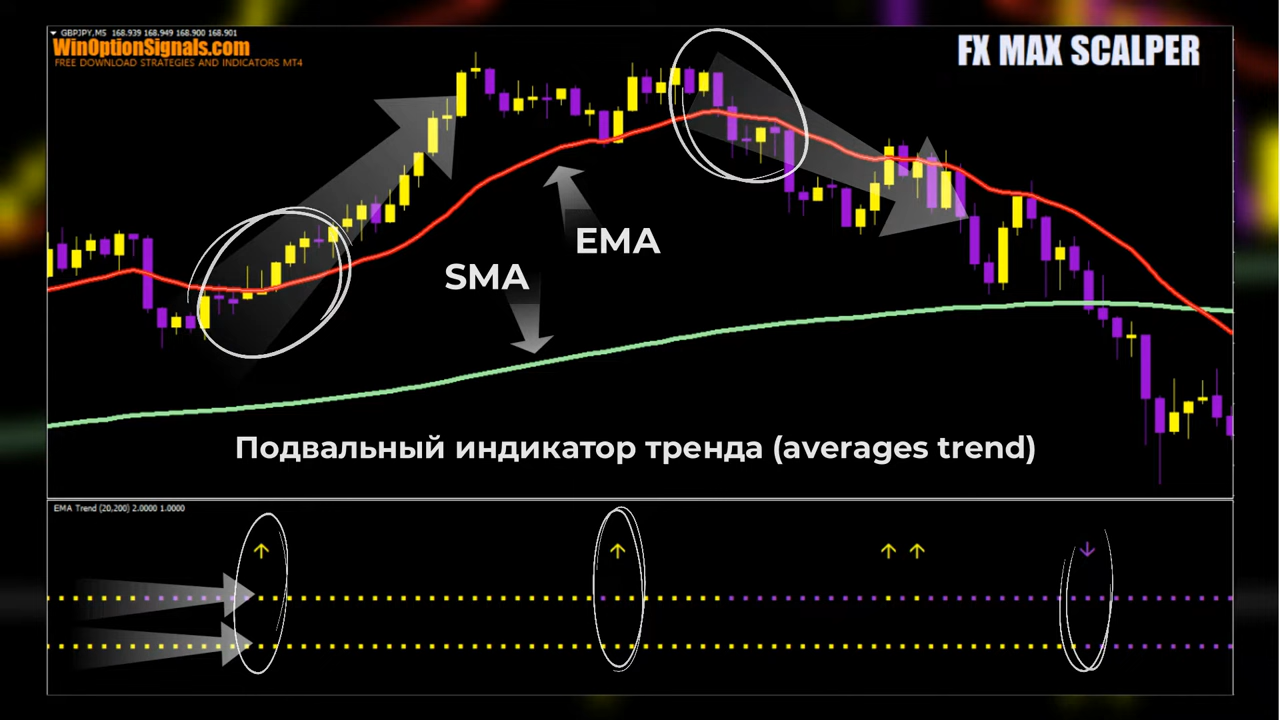 GBPJPY,M5 168.939 168.949 168.900 168.901
WinOptionSignals.com
FREE DOWNLOAD STRATEGIES AND INDICATORS MT4
FX MAX SCALPER
EMA
SMA
Подвальный индикатор тренда (averages trend)
EMA Trend (20,200) 2.0000 1.0000